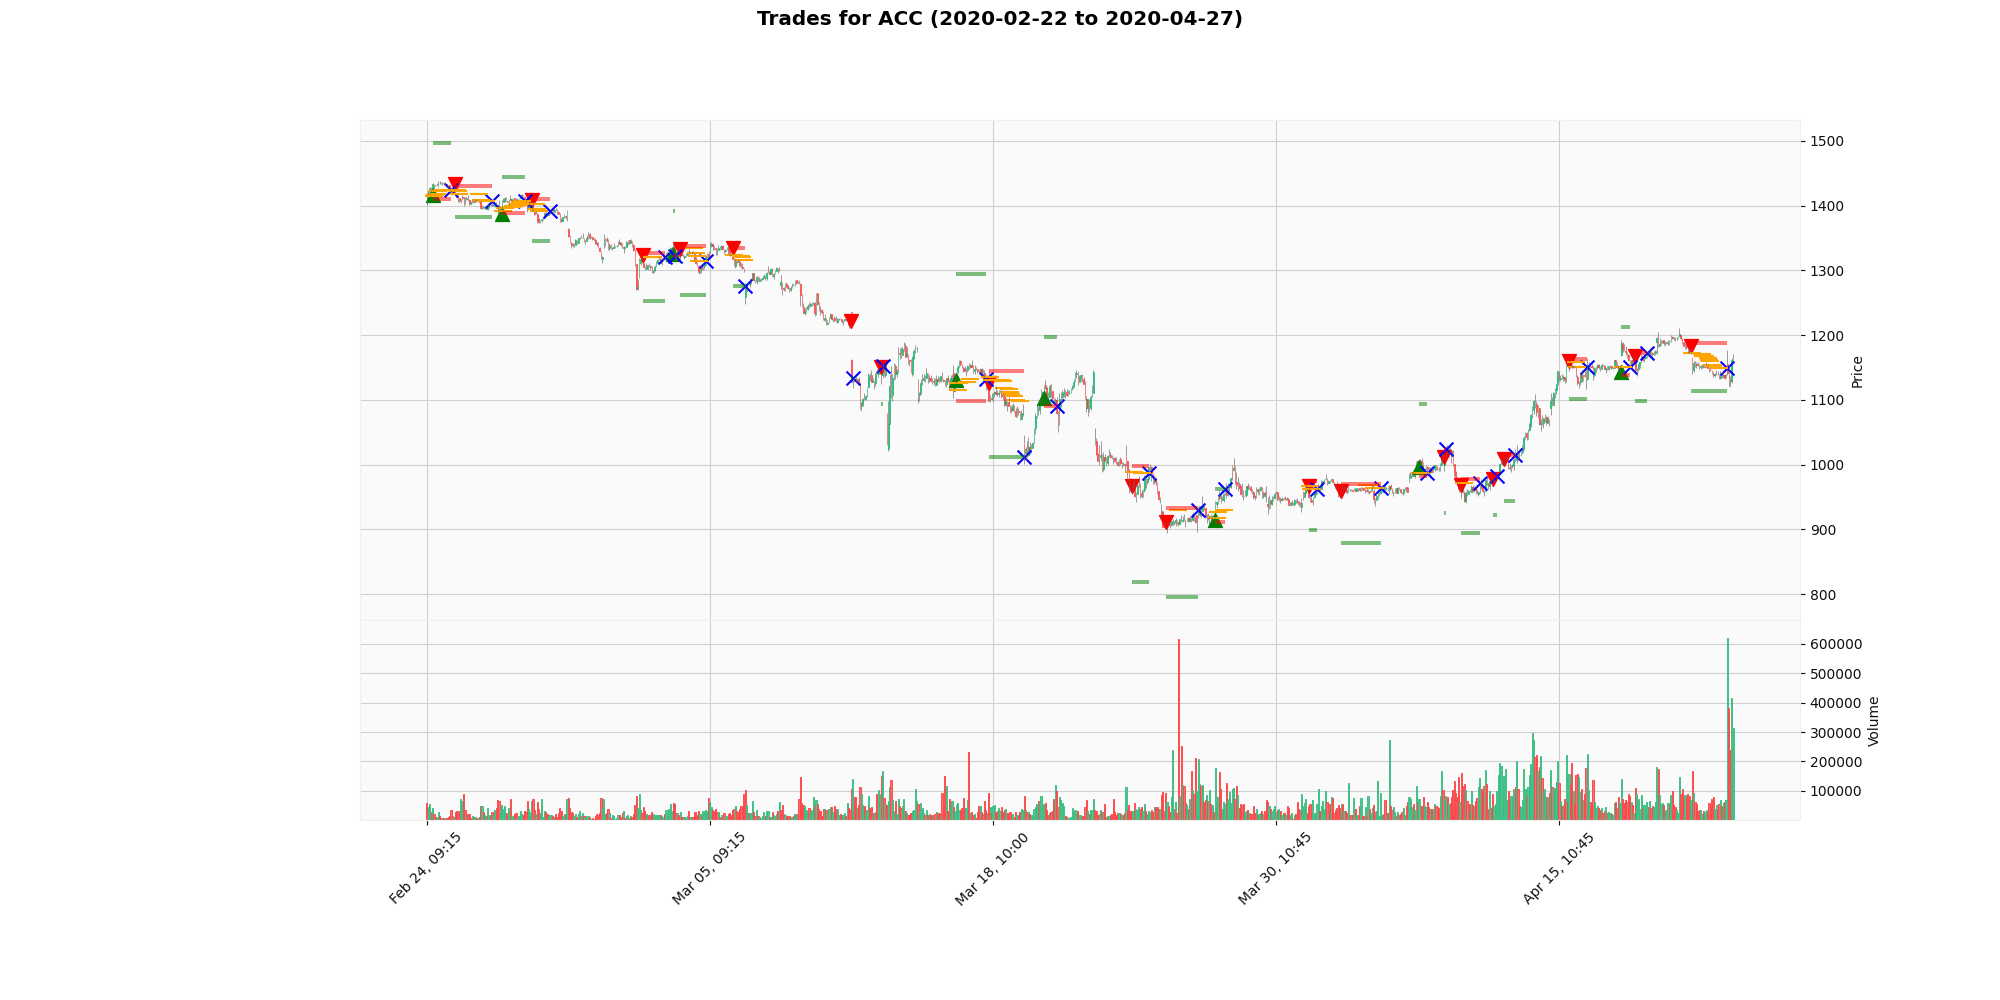 Trades for ACC (2020-02-22 to 2020-04-27)
1500
1400
1300
1200
1100
1000
900
800
Price
600000
500000
400000
300000
200000
100000
Volume
Feb 24, 09:15
Mar 05, 09:15
Mar 18, 10:00
Mar 30, 10:45
Apr 15, 10:45